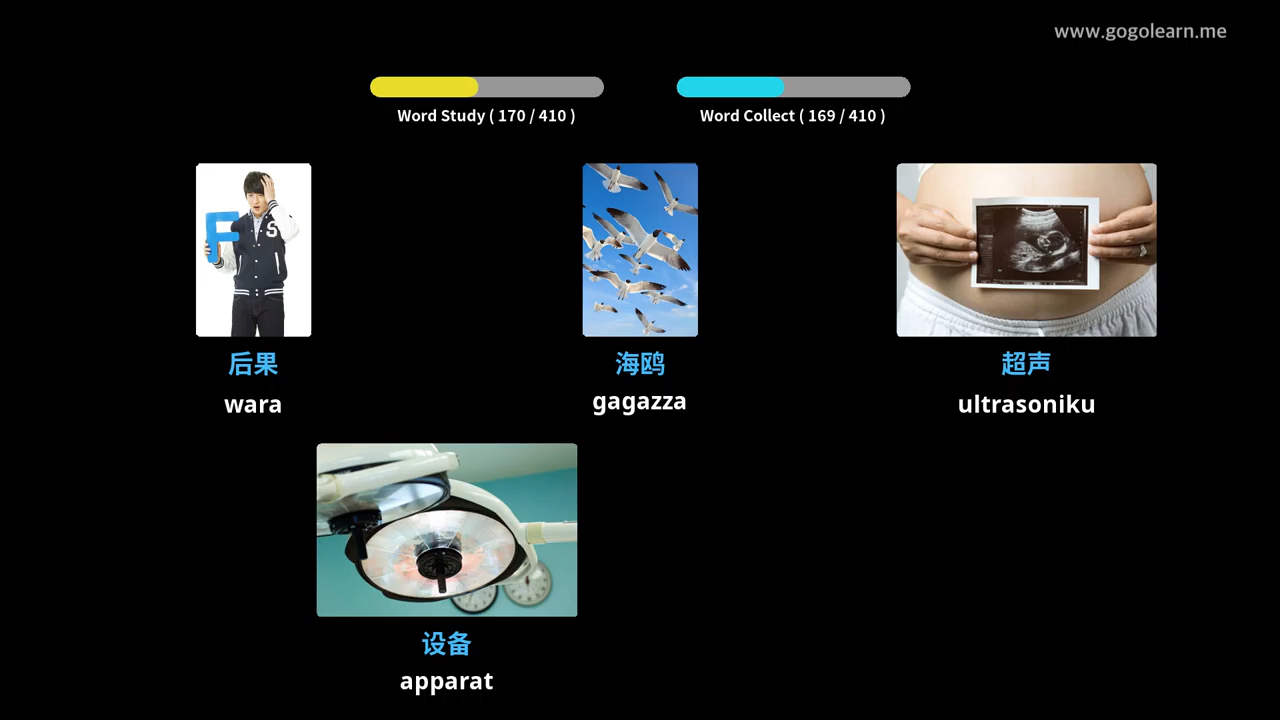 www.gogolearn.me
Word Study ( 170 / 410 )
Word Collect ( 169 / 410 )
F
S
后果
wara
海鸥
gagazza
超声
ultrasoniku
设备
apparat